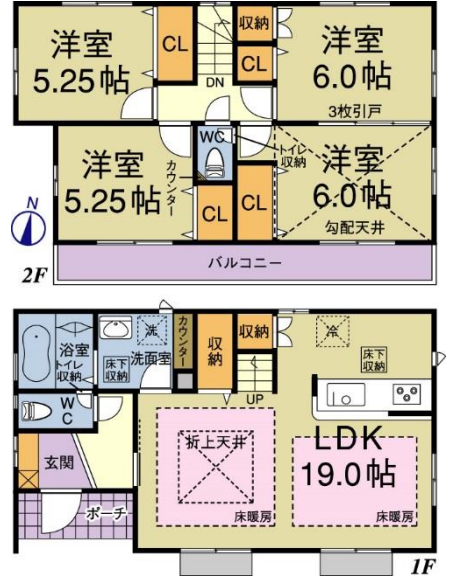 洋室
5.25帖
CL
DN
収納
CL
洋室
6.0帖
3枚引戸
洋室
5.25帖
カウンター
WC
トイレ
収納
CL
CL
洋室
6.0帖
勾配天井
N
2F
バルコニー
浴室
トイレ
収納
洗
床下
収納
洗面室
カウンター
収納
収納
冷
床下
収納
WC
UP
玄関
折上天井
床暖房
LDK
19.0帖
床暖房
ポーチ
1F